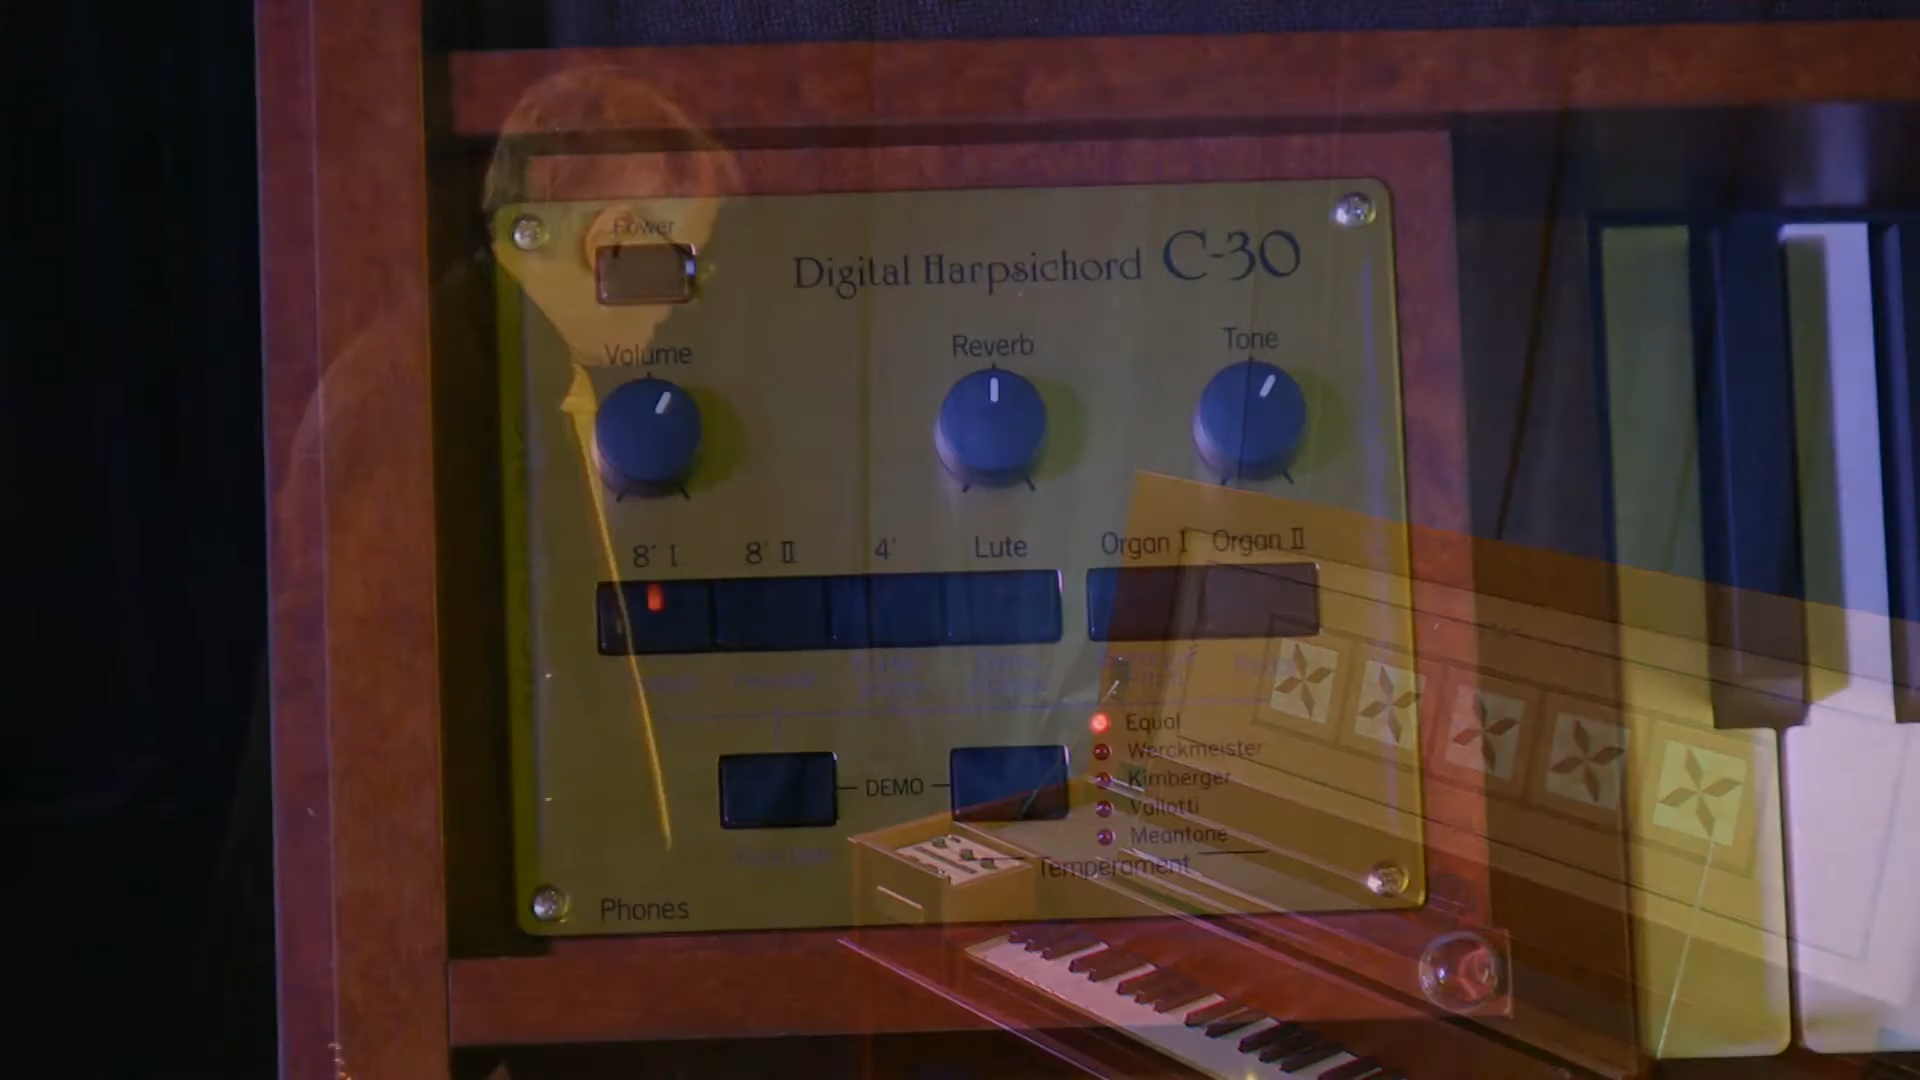 Power
Digital Harpsichord C-30
Volume
Reverb
Tone
8' I
8' II
4'
Lute
Organ I
Organ II
DEMO
Equal
Werckmeister
Kirnberger
Vallotti
Meantone
Temperament
Phones